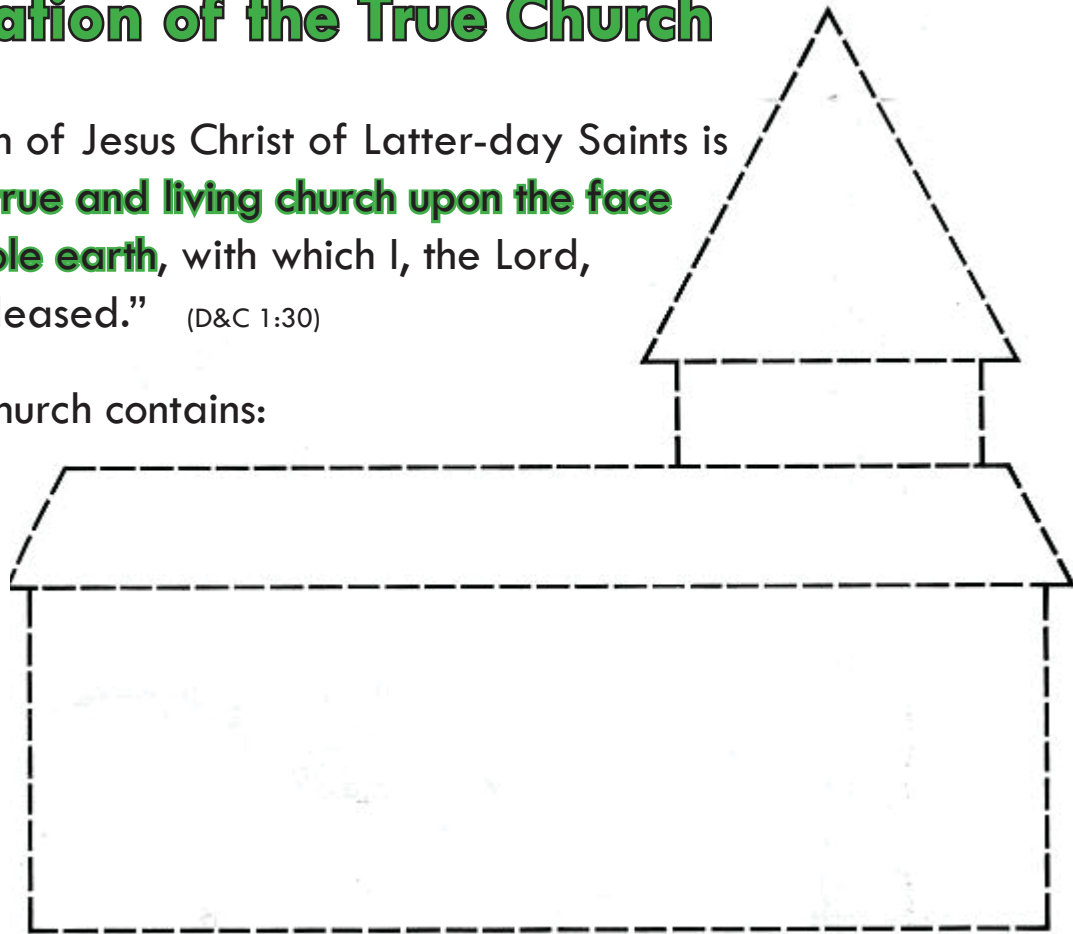 ation of the True Church
n of Jesus Christ of Latter-day Saints is
rue and living church upon the face
ole earth, with which I, the Lord,
leased.” (D&C 1:30)
hurch contains: